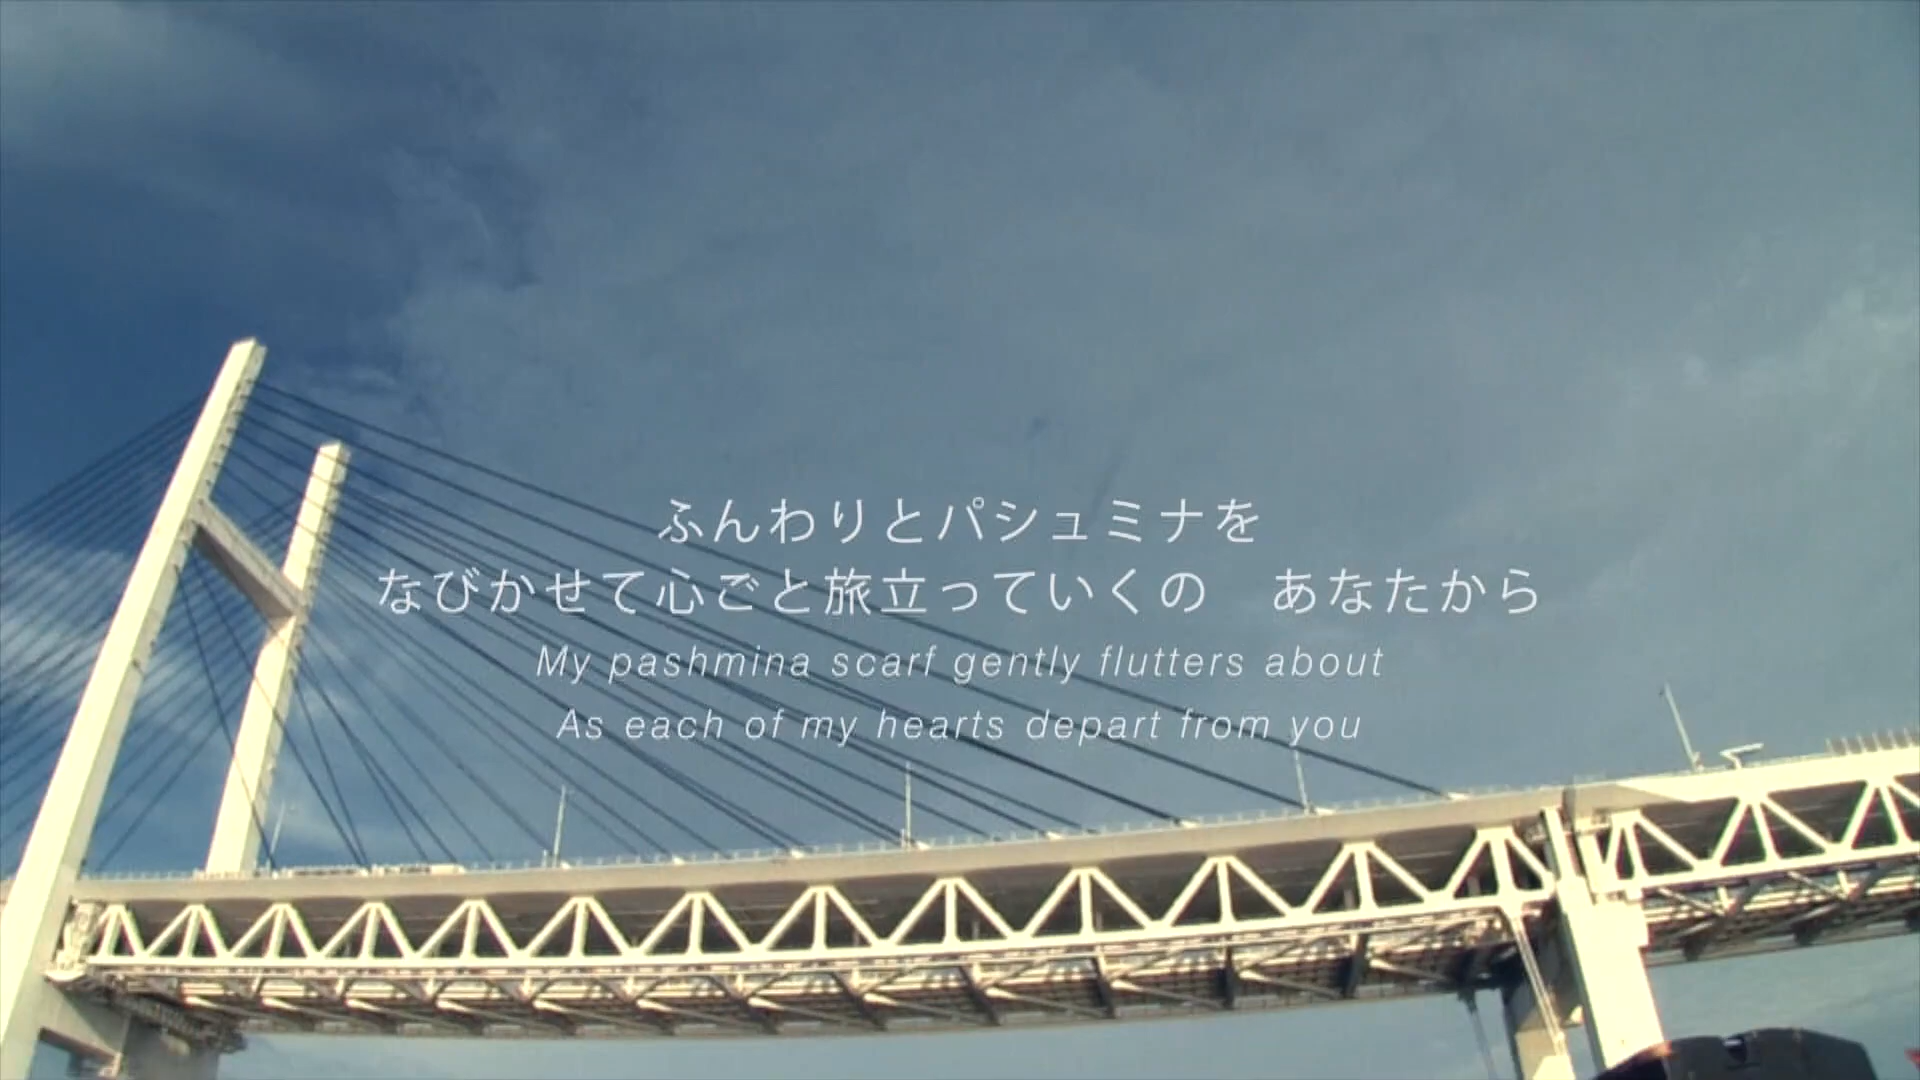 ふんわりとパシュミナを
なびかせて心ごと旅立っていくの　あなたから
My pashmina scarf gently flutters about
As each of my hearts depart from you